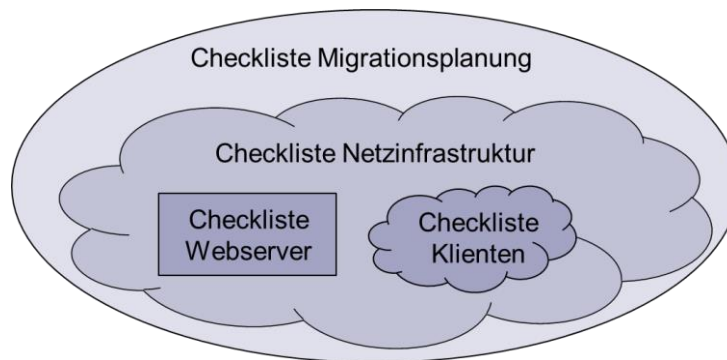 Checkliste Migrationsplanung
Checkliste Netzinfrastruktur
Checkliste
Webserver
Checkliste
Klienten